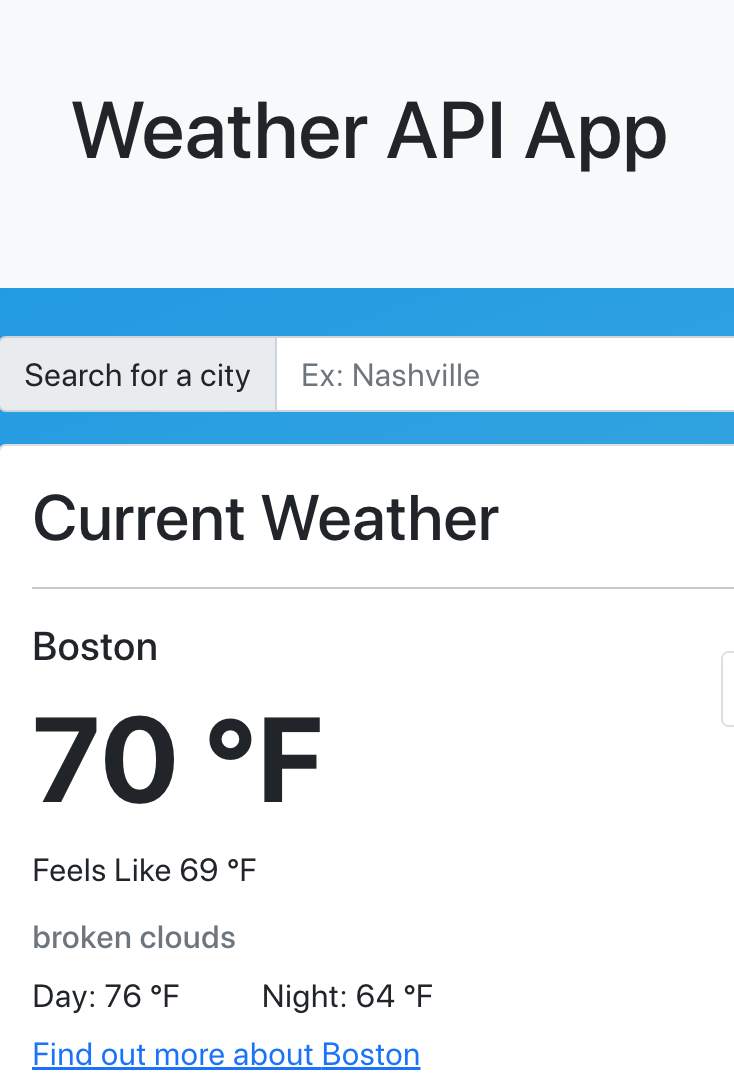 Weather API App
Search for a city Ex: Nashville
Current Weather
Boston
70 °F
Feels Like 69 °F
broken clouds
Day: 76 °F Night: 64 °F
Find out more about Boston